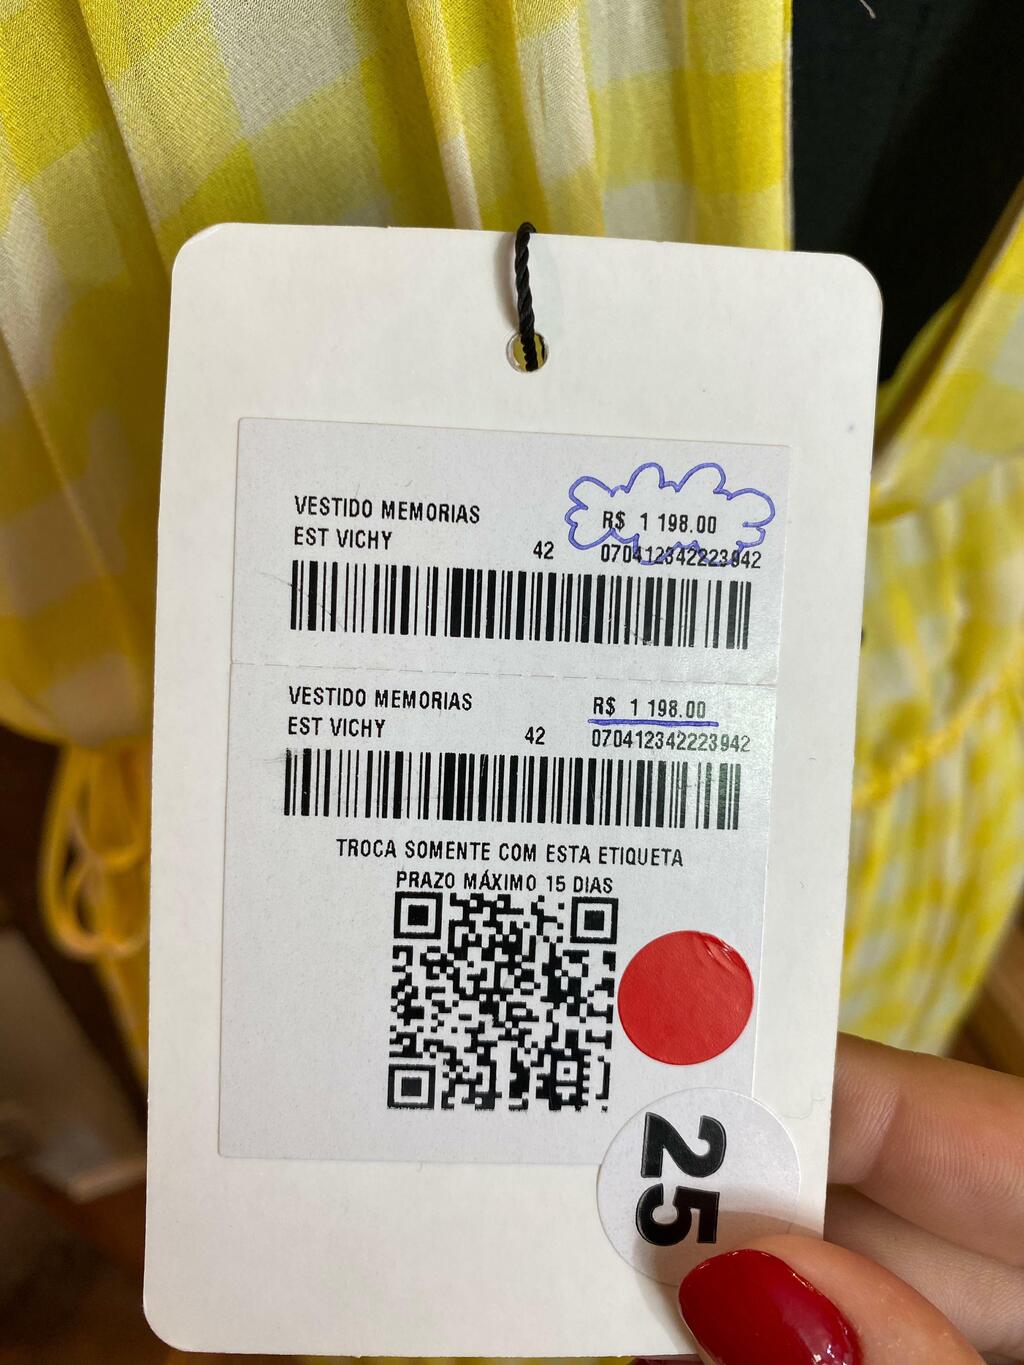 VESTIDO MEMORIAS
R$ 1 198.00
EST VICHY
42
070412342223942
VESTIDO MEMORIAS
R$ 1 198.00
EST VICHY
42
070412342223942
TROCA SOMENTE COM ESTA ETIQUETA
PRAZO MÁXIMO 15 DIAS
25